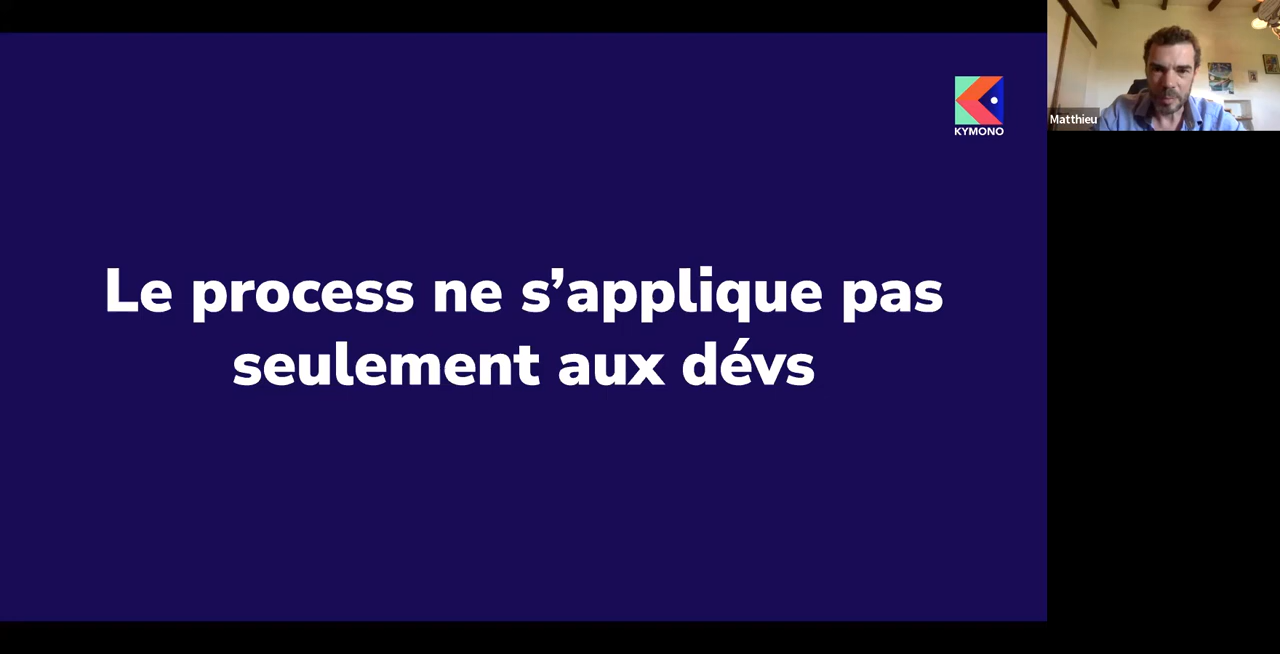 KYMONO
Matthieu
Le process ne s’applique pas
seulement aux dévs